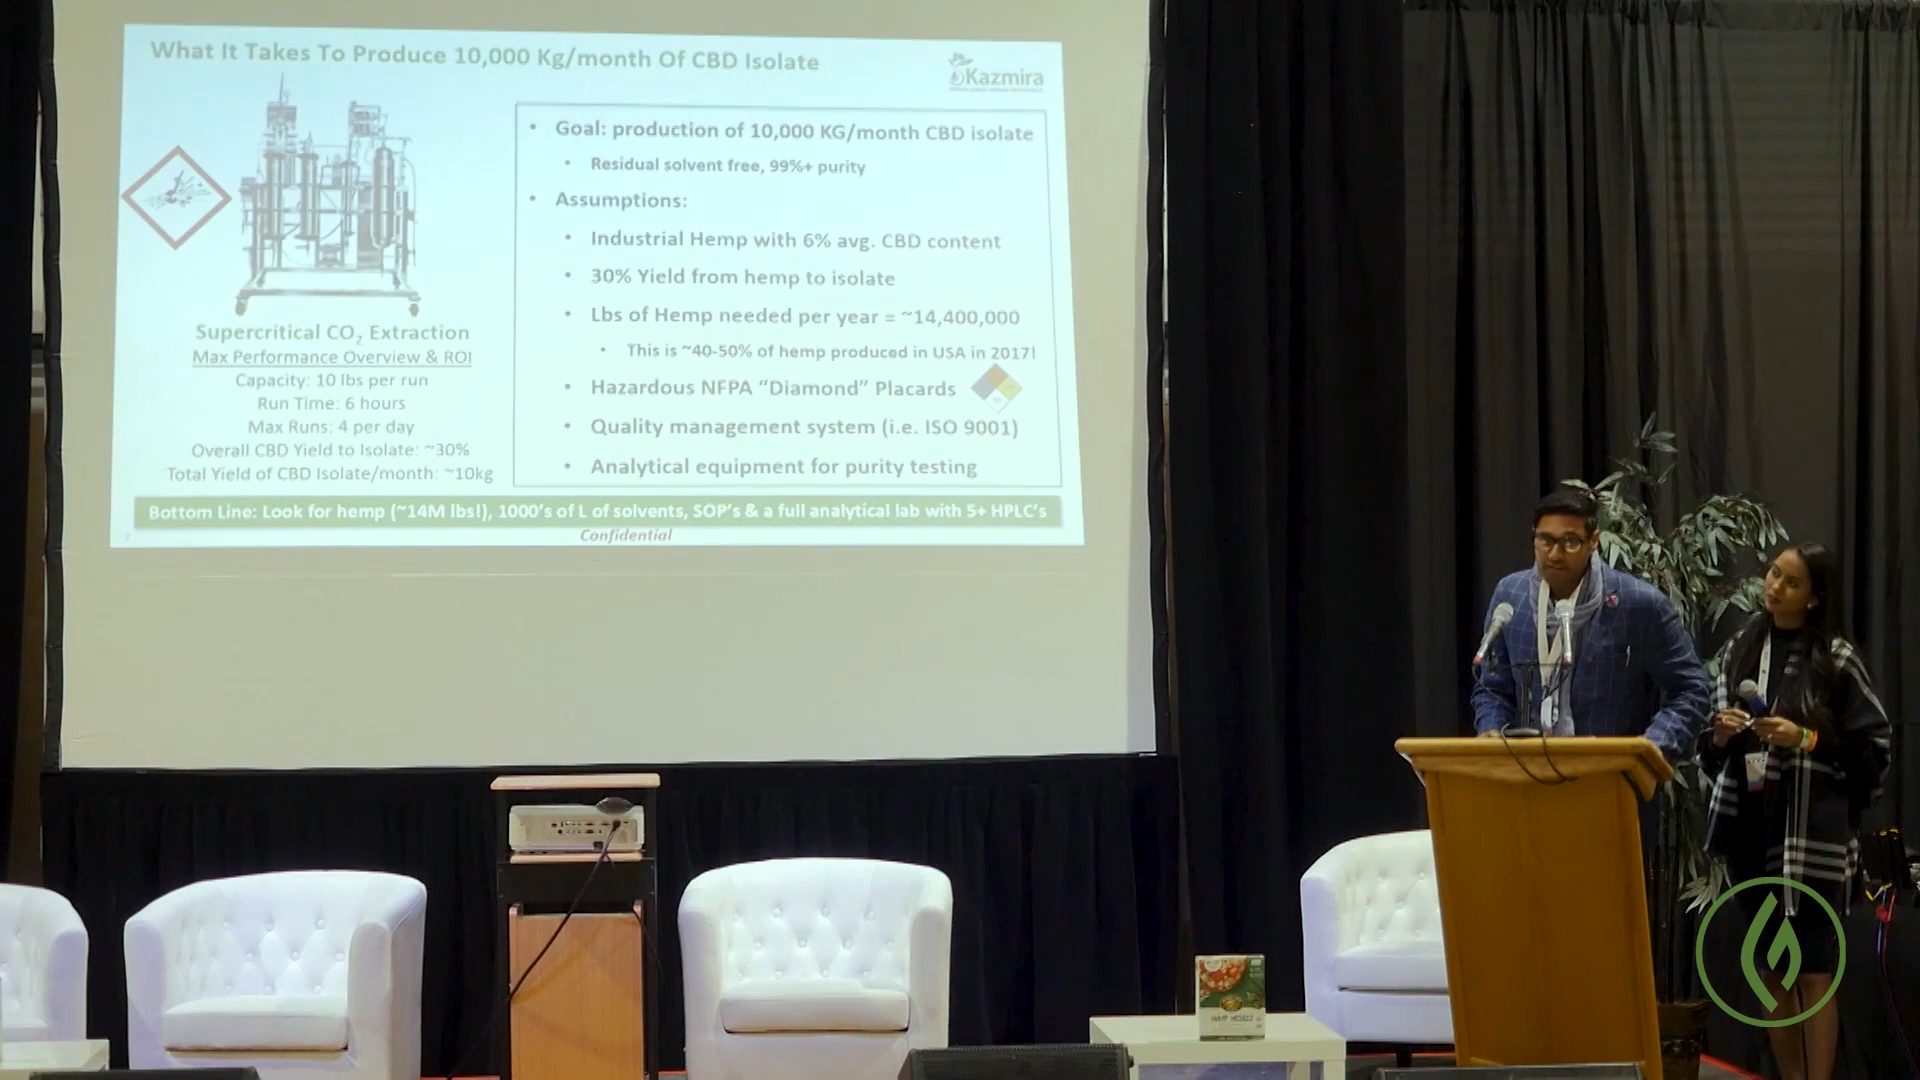 What It Takes To Produce 10,000 Kg/month Of CBD Isolate
Kazmira
• Goal: production of 10,000 KG/month CBD isolate
• Residual solvent free, 99%+ purity
• Assumptions:
• Industrial Hemp with 6% avg. CBD content
• 30% Yield from hemp to isolate
• Lbs of Hemp needed per year = ~14,400,000
• This is ~40-50% of hemp produced in USA in 2017!
• Hazardous NFPA “Diamond” Placards
• Quality management system (i.e. ISO 9001)
• Analytical equipment for purity testing
Supercritical CO₂ Extraction
Max Performance Overview & ROI
Capacity: 10 lbs per run
Run Time: 6 hours
Max Runs: 4 per day
Overall CBD Yield to Isolate: ~30%
Total Yield of CBD Isolate/month: ~10kg
Bottom Line: Look for hemp (~14M lbs!), 1000’s of L of solvents, SOP’s & a full analytical lab with 5+ HPLC’s
7
Confidential